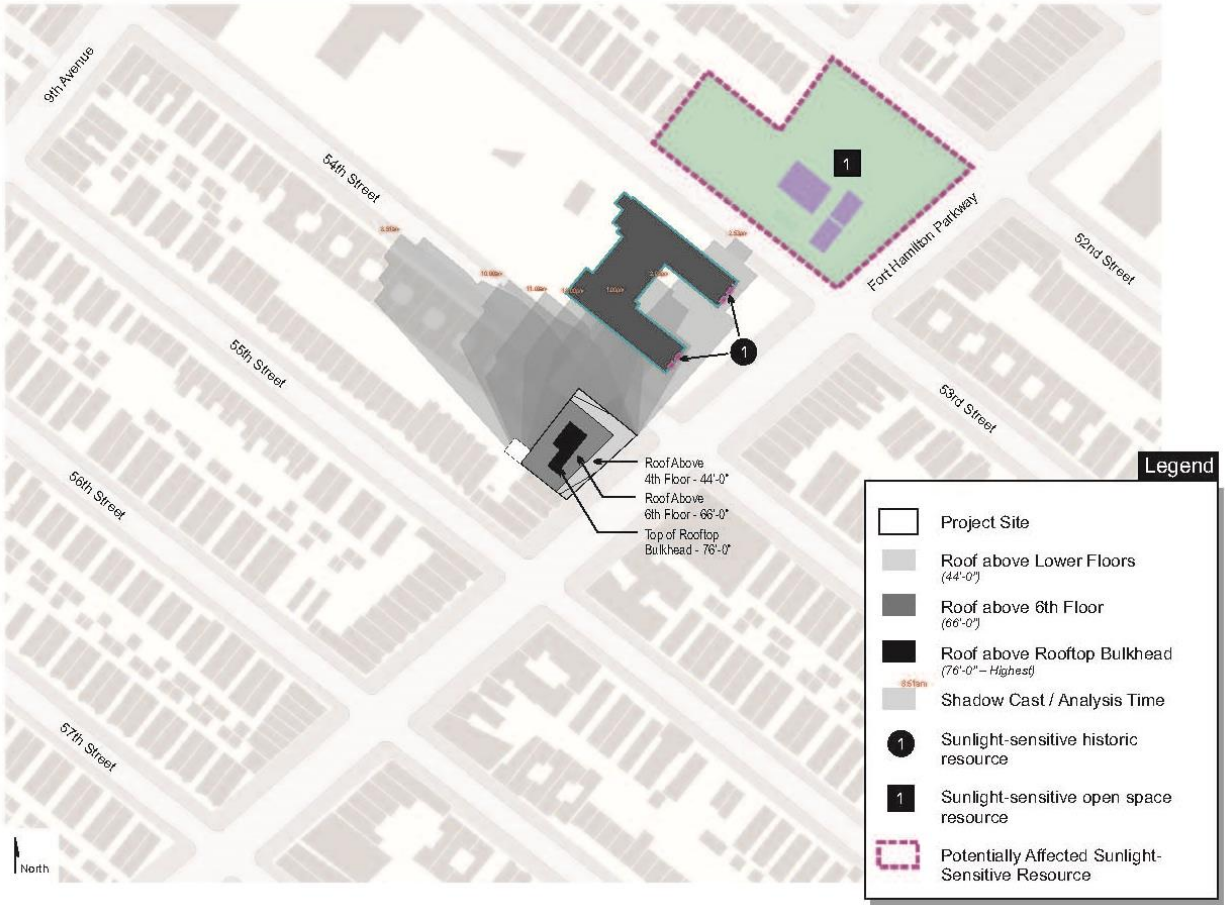 9th Avenue
54th Street
55th Street
56th Street
57th Street
1
Fort Hamilton Parkway
52nd Street
53rd Street
1
Roof Above
4th Floor - 44'-0"
Roof Above
6th Floor - 66'-0"
Top of Rooftop
Bulkhead - 76'-0"
North
Legend
Project Site
Roof above Lower Floors
(44'-0")
Roof above 6th Floor
(66'-0")
Roof above Rooftop Bulkhead
(76'-0" – Highest)
Shadow Cast / Analysis Time
1
Sunlight-sensitive historic
resource
1
Sunlight-sensitive open space
resource
Potentially Affected Sunlight-
Sensitive Resource